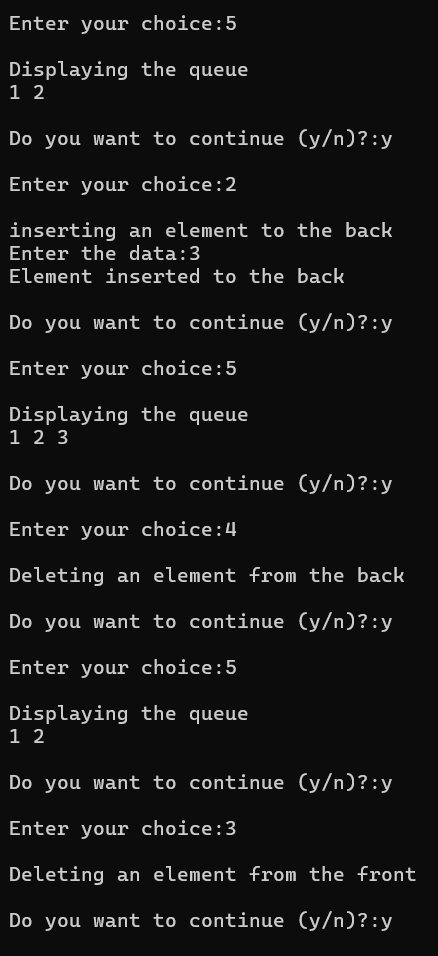 Enter your choice:5
Displaying the queue
1 2
Do you want to continue (y/n)?:y
Enter your choice:2
inserting an element to the back
Enter the data:3
Element inserted to the back
Do you want to continue (y/n)?:y
Enter your choice:5
Displaying the queue
1 2 3
Do you want to continue (y/n)?:y
Enter your choice:4
Deleting an element from the back
Do you want to continue (y/n)?:y
Enter your choice:5
Displaying the queue
1 2
Do you want to continue (y/n)?:y
Enter your choice:3
Deleting an element from the front
Do you want to continue (y/n)?:y